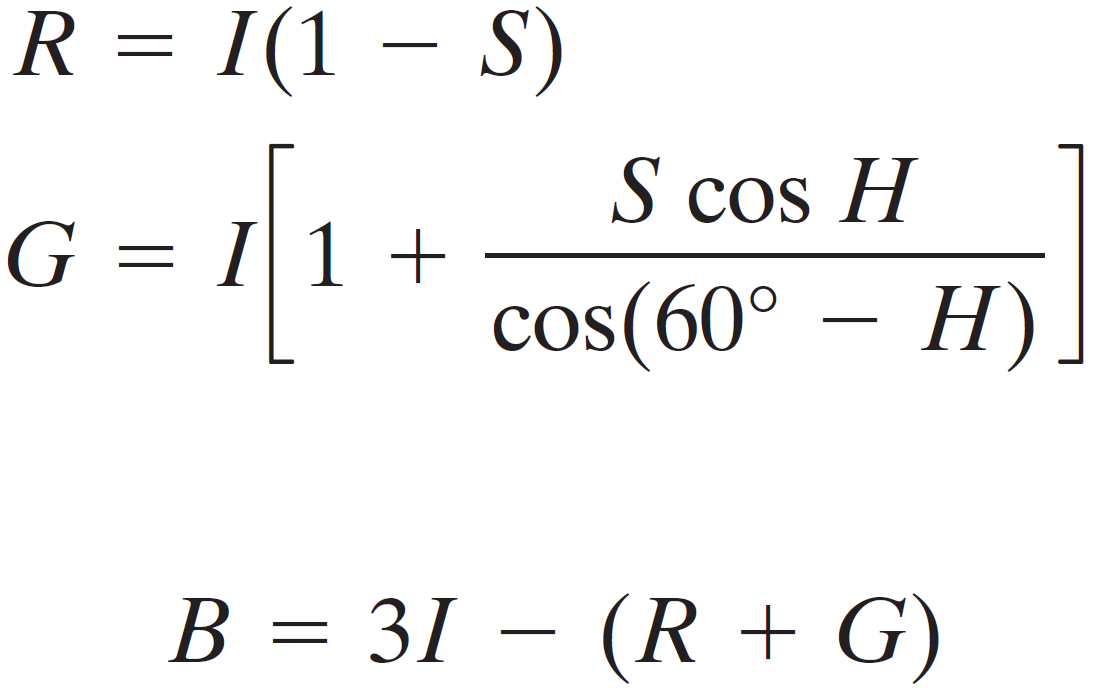 R = I(1 − S)
G = I[1 + S cos H / cos(60° − H)]
B = 3I − (R + G)